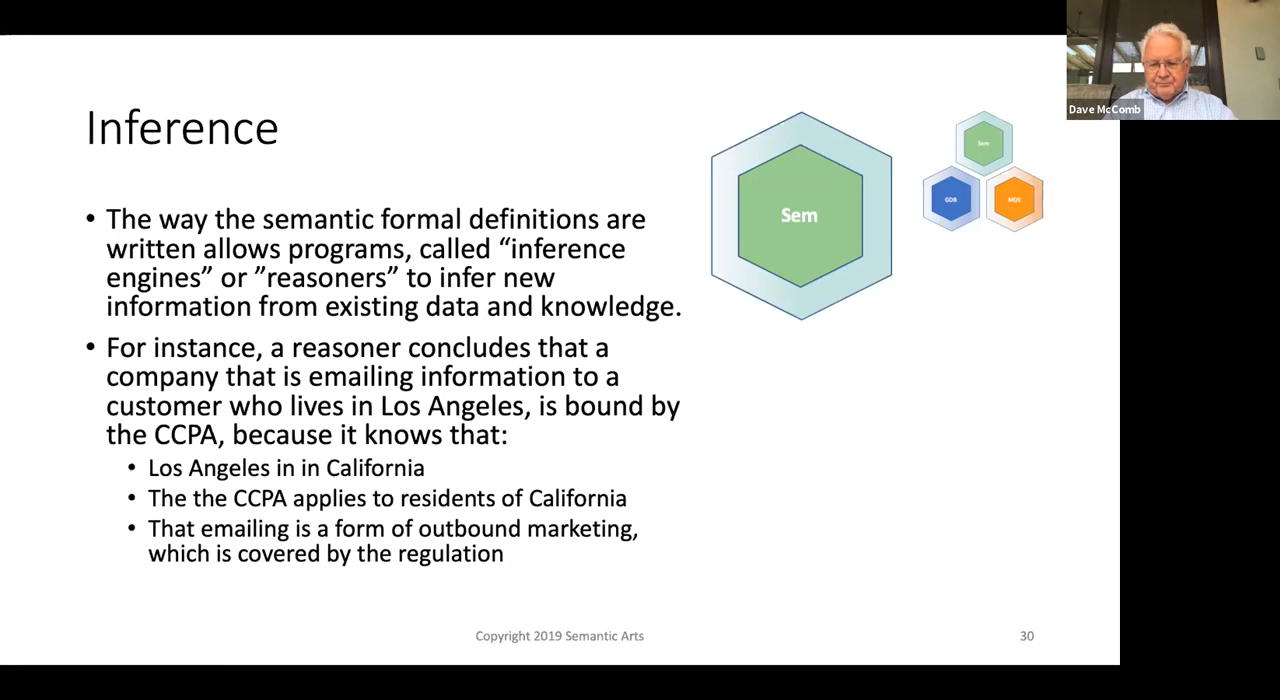 Inference
• The way the semantic formal definitions are
written allows programs, called “inference
engines” or ”reasoners” to infer new
information from existing data and knowledge.
• For instance, a reasoner concludes that a
company that is emailing information to a
customer who lives in Los Angeles, is bound by
the CCPA, because it knows that:
• Los Angeles in in California
• The the CCPA applies to residents of California
• That emailing is a form of outbound marketing,
which is covered by the regulation
Sem
Sem
GDB
MDE
Dave McComb
Copyright 2019 Semantic Arts
30